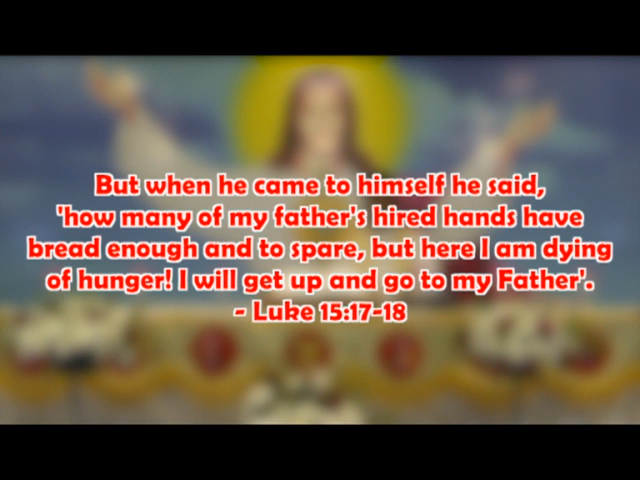 But when he came to himself he said,
'how many of my father's hired hands have
bread enough and to spare, but here I am dying
of hunger! I will get up and go to my Father'.
- Luke 15:17-18